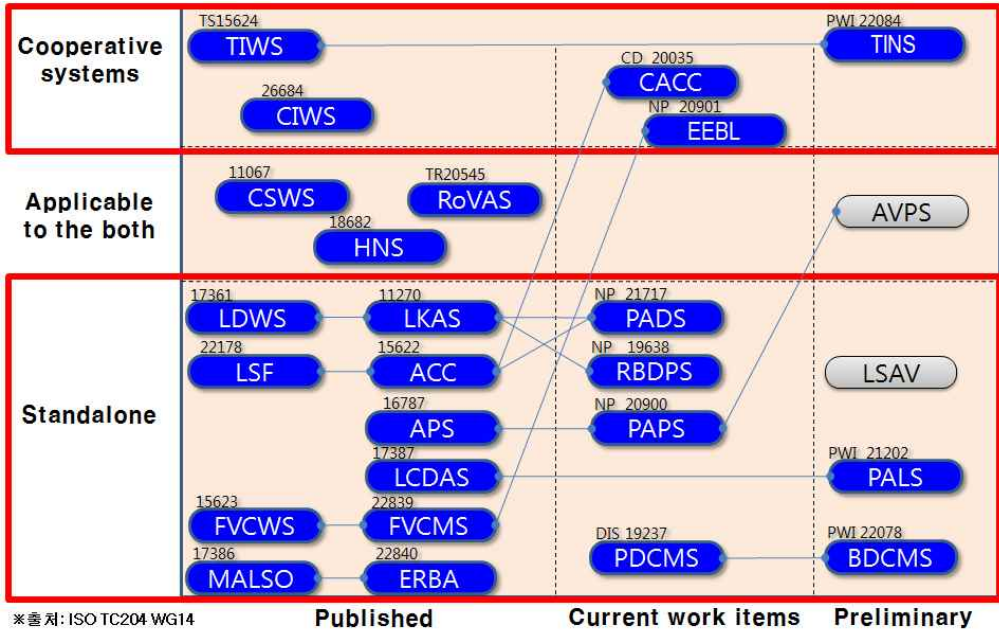 Cooperative
systems
TS15624
TIWS
26684
CIWS
CD 20035
CACC
NP 20901
EEBL
PWI 22084
TINS
Applicable
to the both
11067
CSWS
TR20545
RoVAS
18682
HNS
AVPS
Standalone
17361
LDWS
11270
LKAS
NP 21717
PADS
22178
LSF
15622
ACC
NP 19638
RBDPS
LSAV
16787
APS
NP 20900
PAPS
17387
LCDAS
PWI 21202
PALS
15623
FVCWS
22839
FVCMS
DIS 19237
PDCMS
PWI 22078
BDCMS
17386
MALSO
22840
ERBA
※출처: ISO TC204 WG14
Published
Current work items
Preliminary